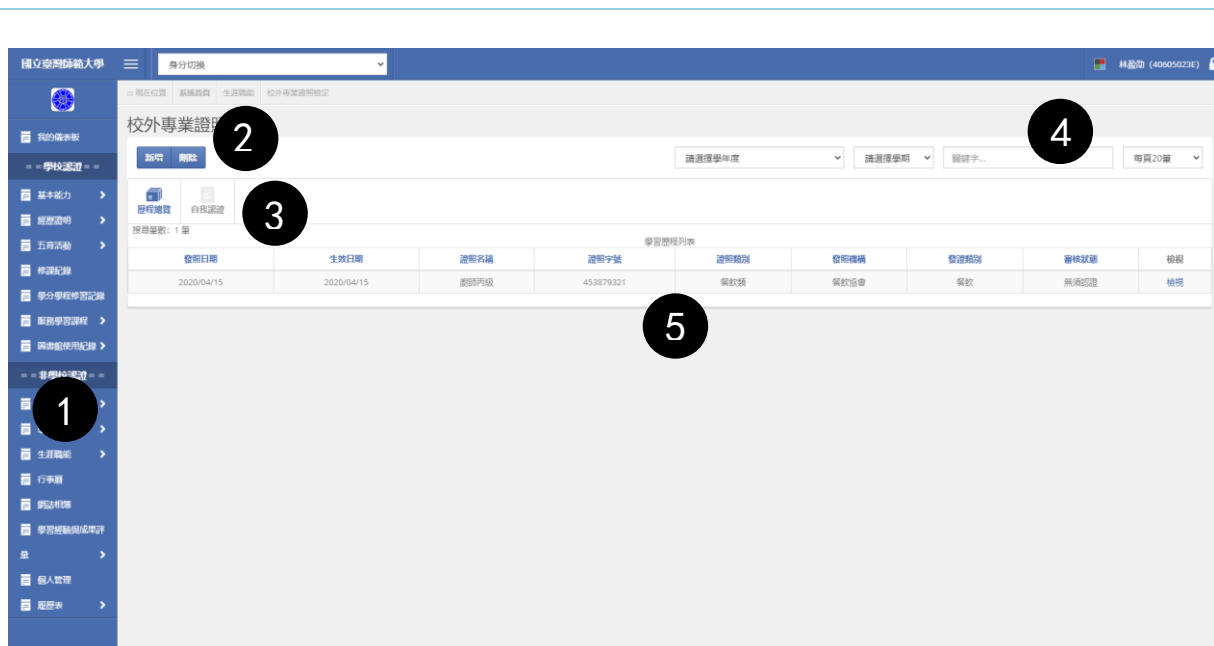 國立臺灣師範大學
身分切換
林盈劭 (40605023E)
::: 現在位置 系統首頁 生涯職能 校外專業證照檢定
校外專業證照
2
4
新增 刪除
請選擇學年度
請選擇學期
關鍵字...
每頁20筆
歷程總覽
自我認證
3
搜尋筆數: 1 筆
學習歷程列表
發照日期 生效日期 證照名稱 證照字號 證照類別 發照機構 發證類別 審核狀態 檢視
2020/04/15 2020/04/15 廚師丙級 453879321 餐飲類 餐飲協會 餐飲 無須認證 檢視
5
我的儀表板
= = 學校認證 = =
基本能力
經歷證明
五育活動
修課紀錄
學分學程修習記錄
服務學習課程
圖書館使用紀錄
= = 非學校認證 = =
1
生涯職能
行事曆
網誌相簿
學習經驗與成果評
量
個人管理
履歷表